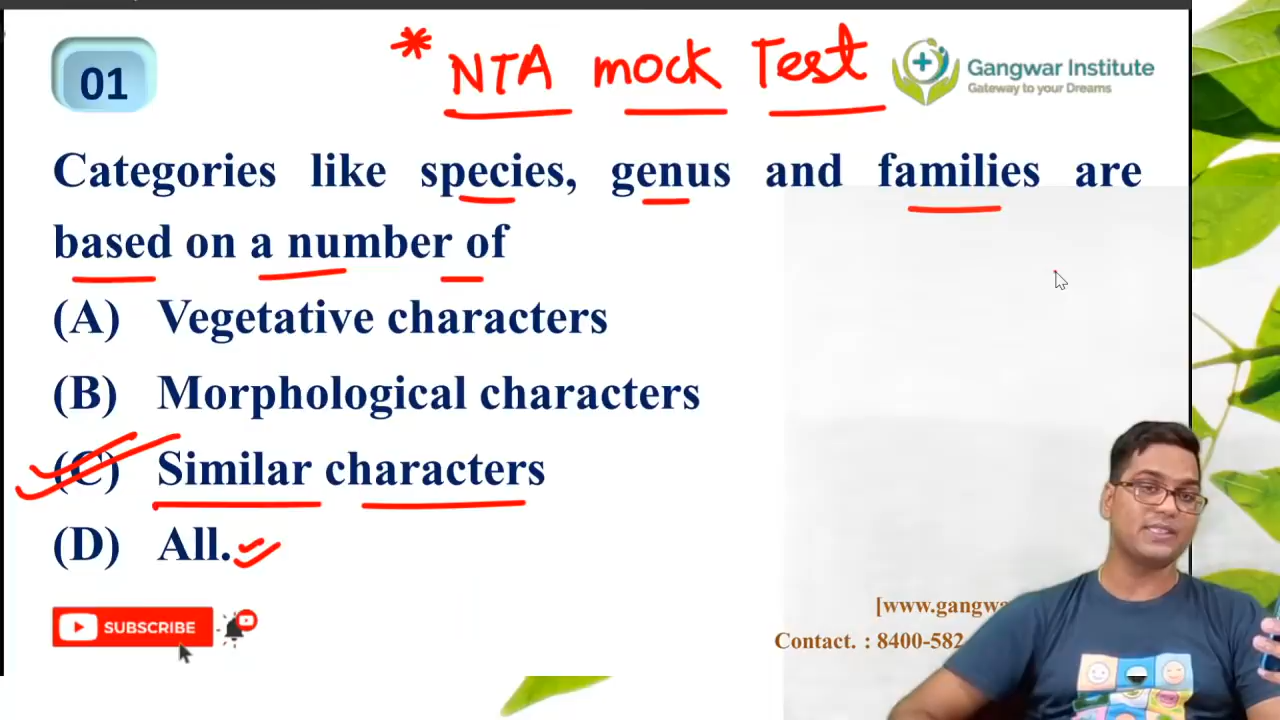 01
* NTA mock Test
Gangwar Institute
Gateway to your Dreams
Categories like species, genus and families are
based on a number of
(A) Vegetative characters
(B) Morphological characters
(C) Similar characters
(D) All.
SUBSCRIBE
[www.gangwa
Contact. : 8400-582